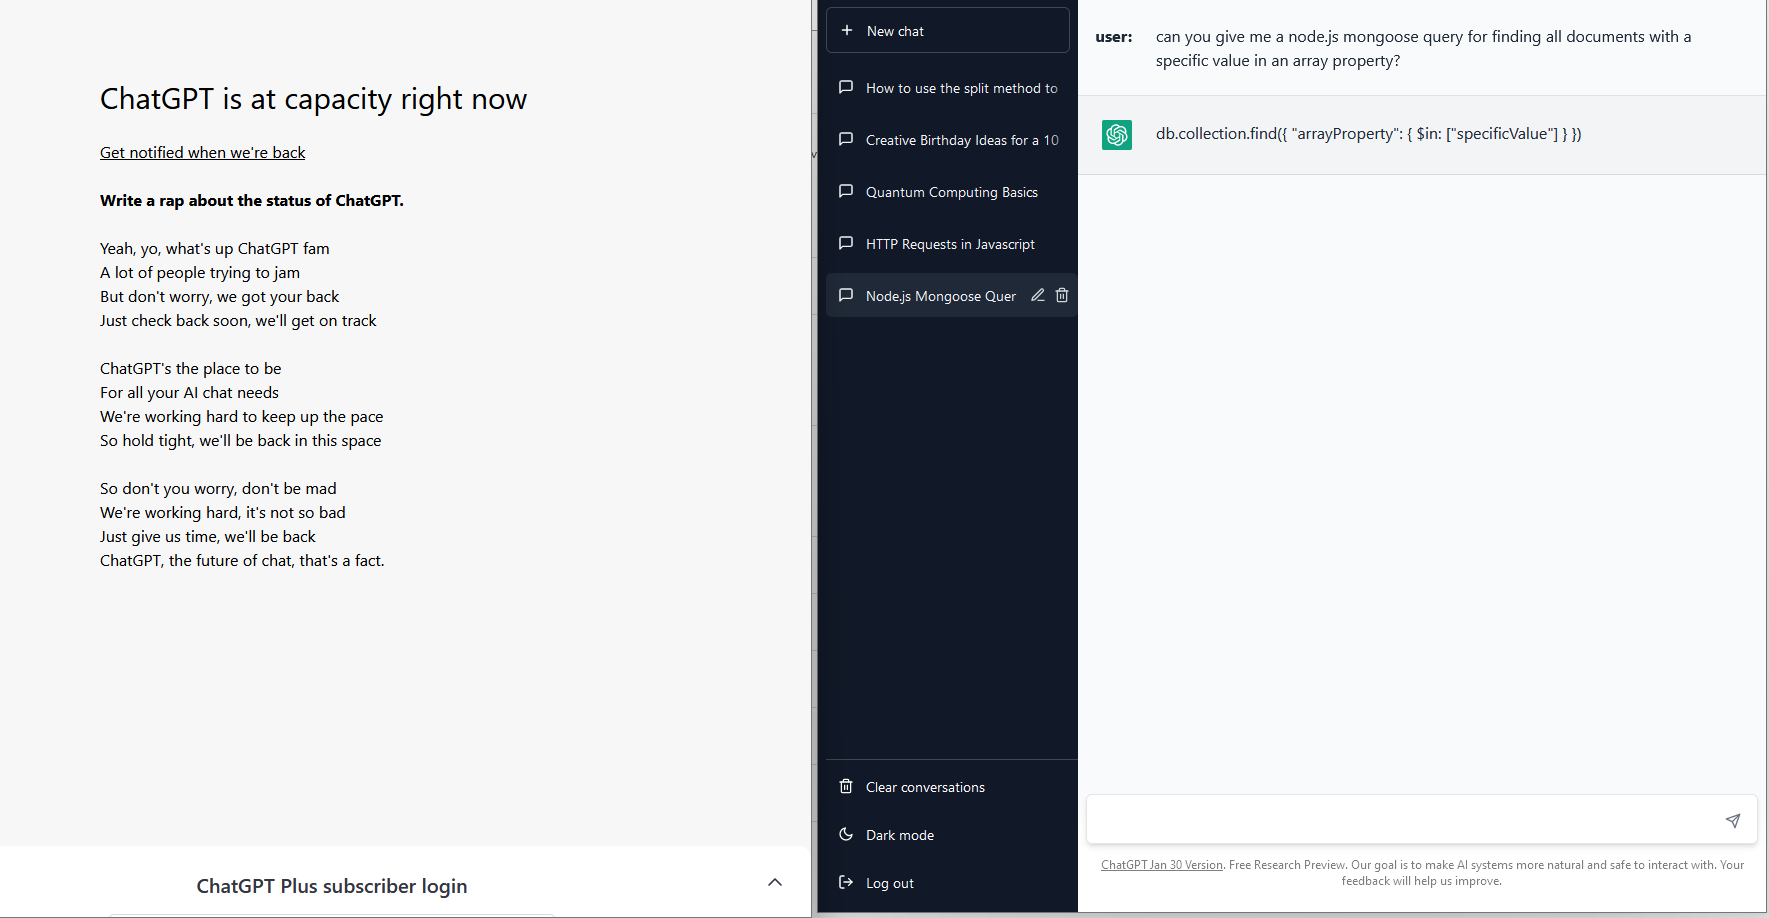 ChatGPT is at capacity right now
Get notified when we're back
Write a rap about the status of ChatGPT.
Yeah, yo, what's up ChatGPT fam
A lot of people trying to jam
But don't worry, we got your back
Just check back soon, we'll get on track
ChatGPT's the place to be
For all your AI chat needs
We're working hard to keep up the pace
So hold tight, we'll be back in this space
So don't you worry, don't be mad
We're working hard, it's not so bad
Just give us time, we'll be back
ChatGPT, the future of chat, that's a fact.
ChatGPT Plus subscriber login
New chat
How to use the split method to
Creative Birthday Ideas for a 10
Quantum Computing Basics
HTTP Requests in Javascript
Node.js Mongoose Quer
Clear conversations
Dark mode
Log out
user: can you give me a node.js mongoose query for finding all documents with a
specific value in an array property?
db.collection.find({ "arrayProperty": { $in: ["specificValue"] } })
ChatGPT Jan 30 Version. Free Research Preview. Our goal is to make AI systems more natural and safe to interact with. Your
feedback will help us improve.